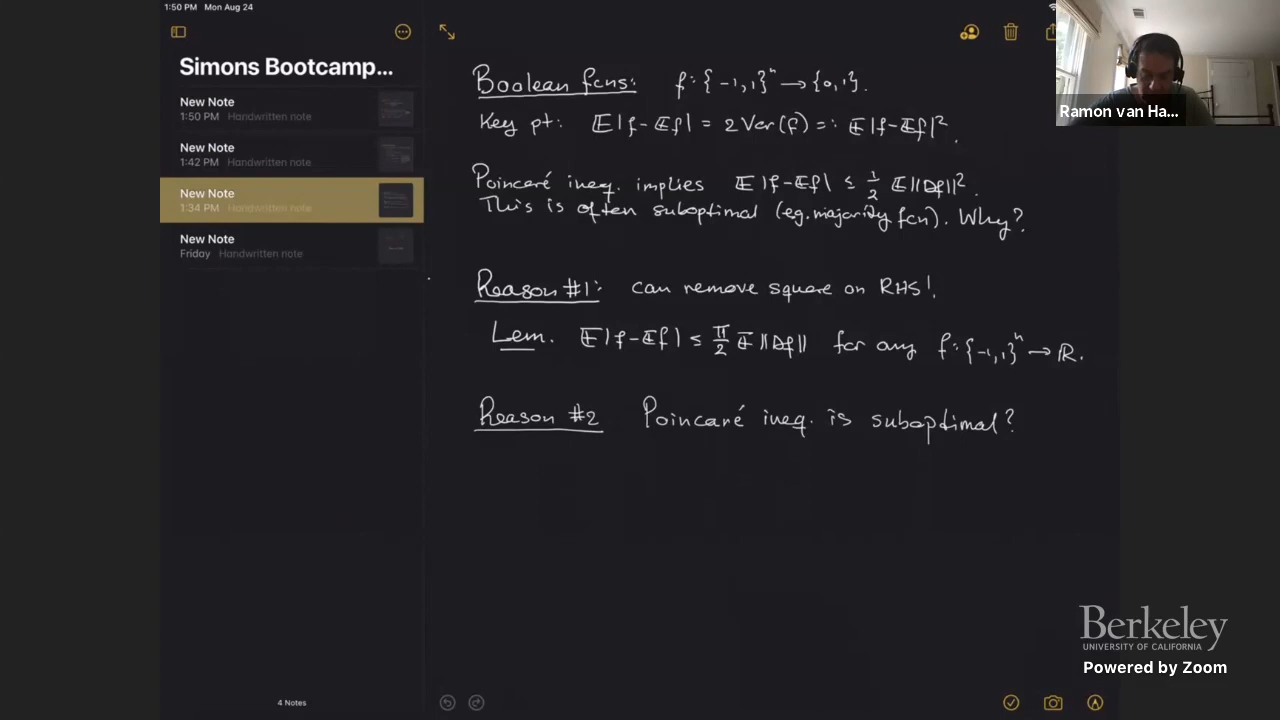 1:50 PM Mon Aug 24
Simons Bootcamp...
New Note
1:50 PM Handwritten note
New Note
1:42 PM Handwritten note
New Note
1:34 PM Handwritten note
New Note
Friday Handwritten note
4 Notes
Boolean fcns: f: {-1,1}ⁿ → {0,1}.
Key pt: 𝔼|f-𝔼f| = 2Var(f) =: 𝔼|f-𝔼f|².
Poincaré ineq. implies 𝔼|f-𝔼f| ≤ 1/2 𝔼||Df||².
This is often suboptimal (eg. majority fcn). Why?
Reason #1: can remove square on RHS!
Lem. 𝔼|f-𝔼f| ≤ π/2 𝔼||Df|| for any f: {-1,1}ⁿ → ℝ.
Reason #2 Poincaré ineq. is suboptimal?
Ramon van Ha...
Berkeley
UNIVERSITY OF CALIFORNIA
Powered by Zoom